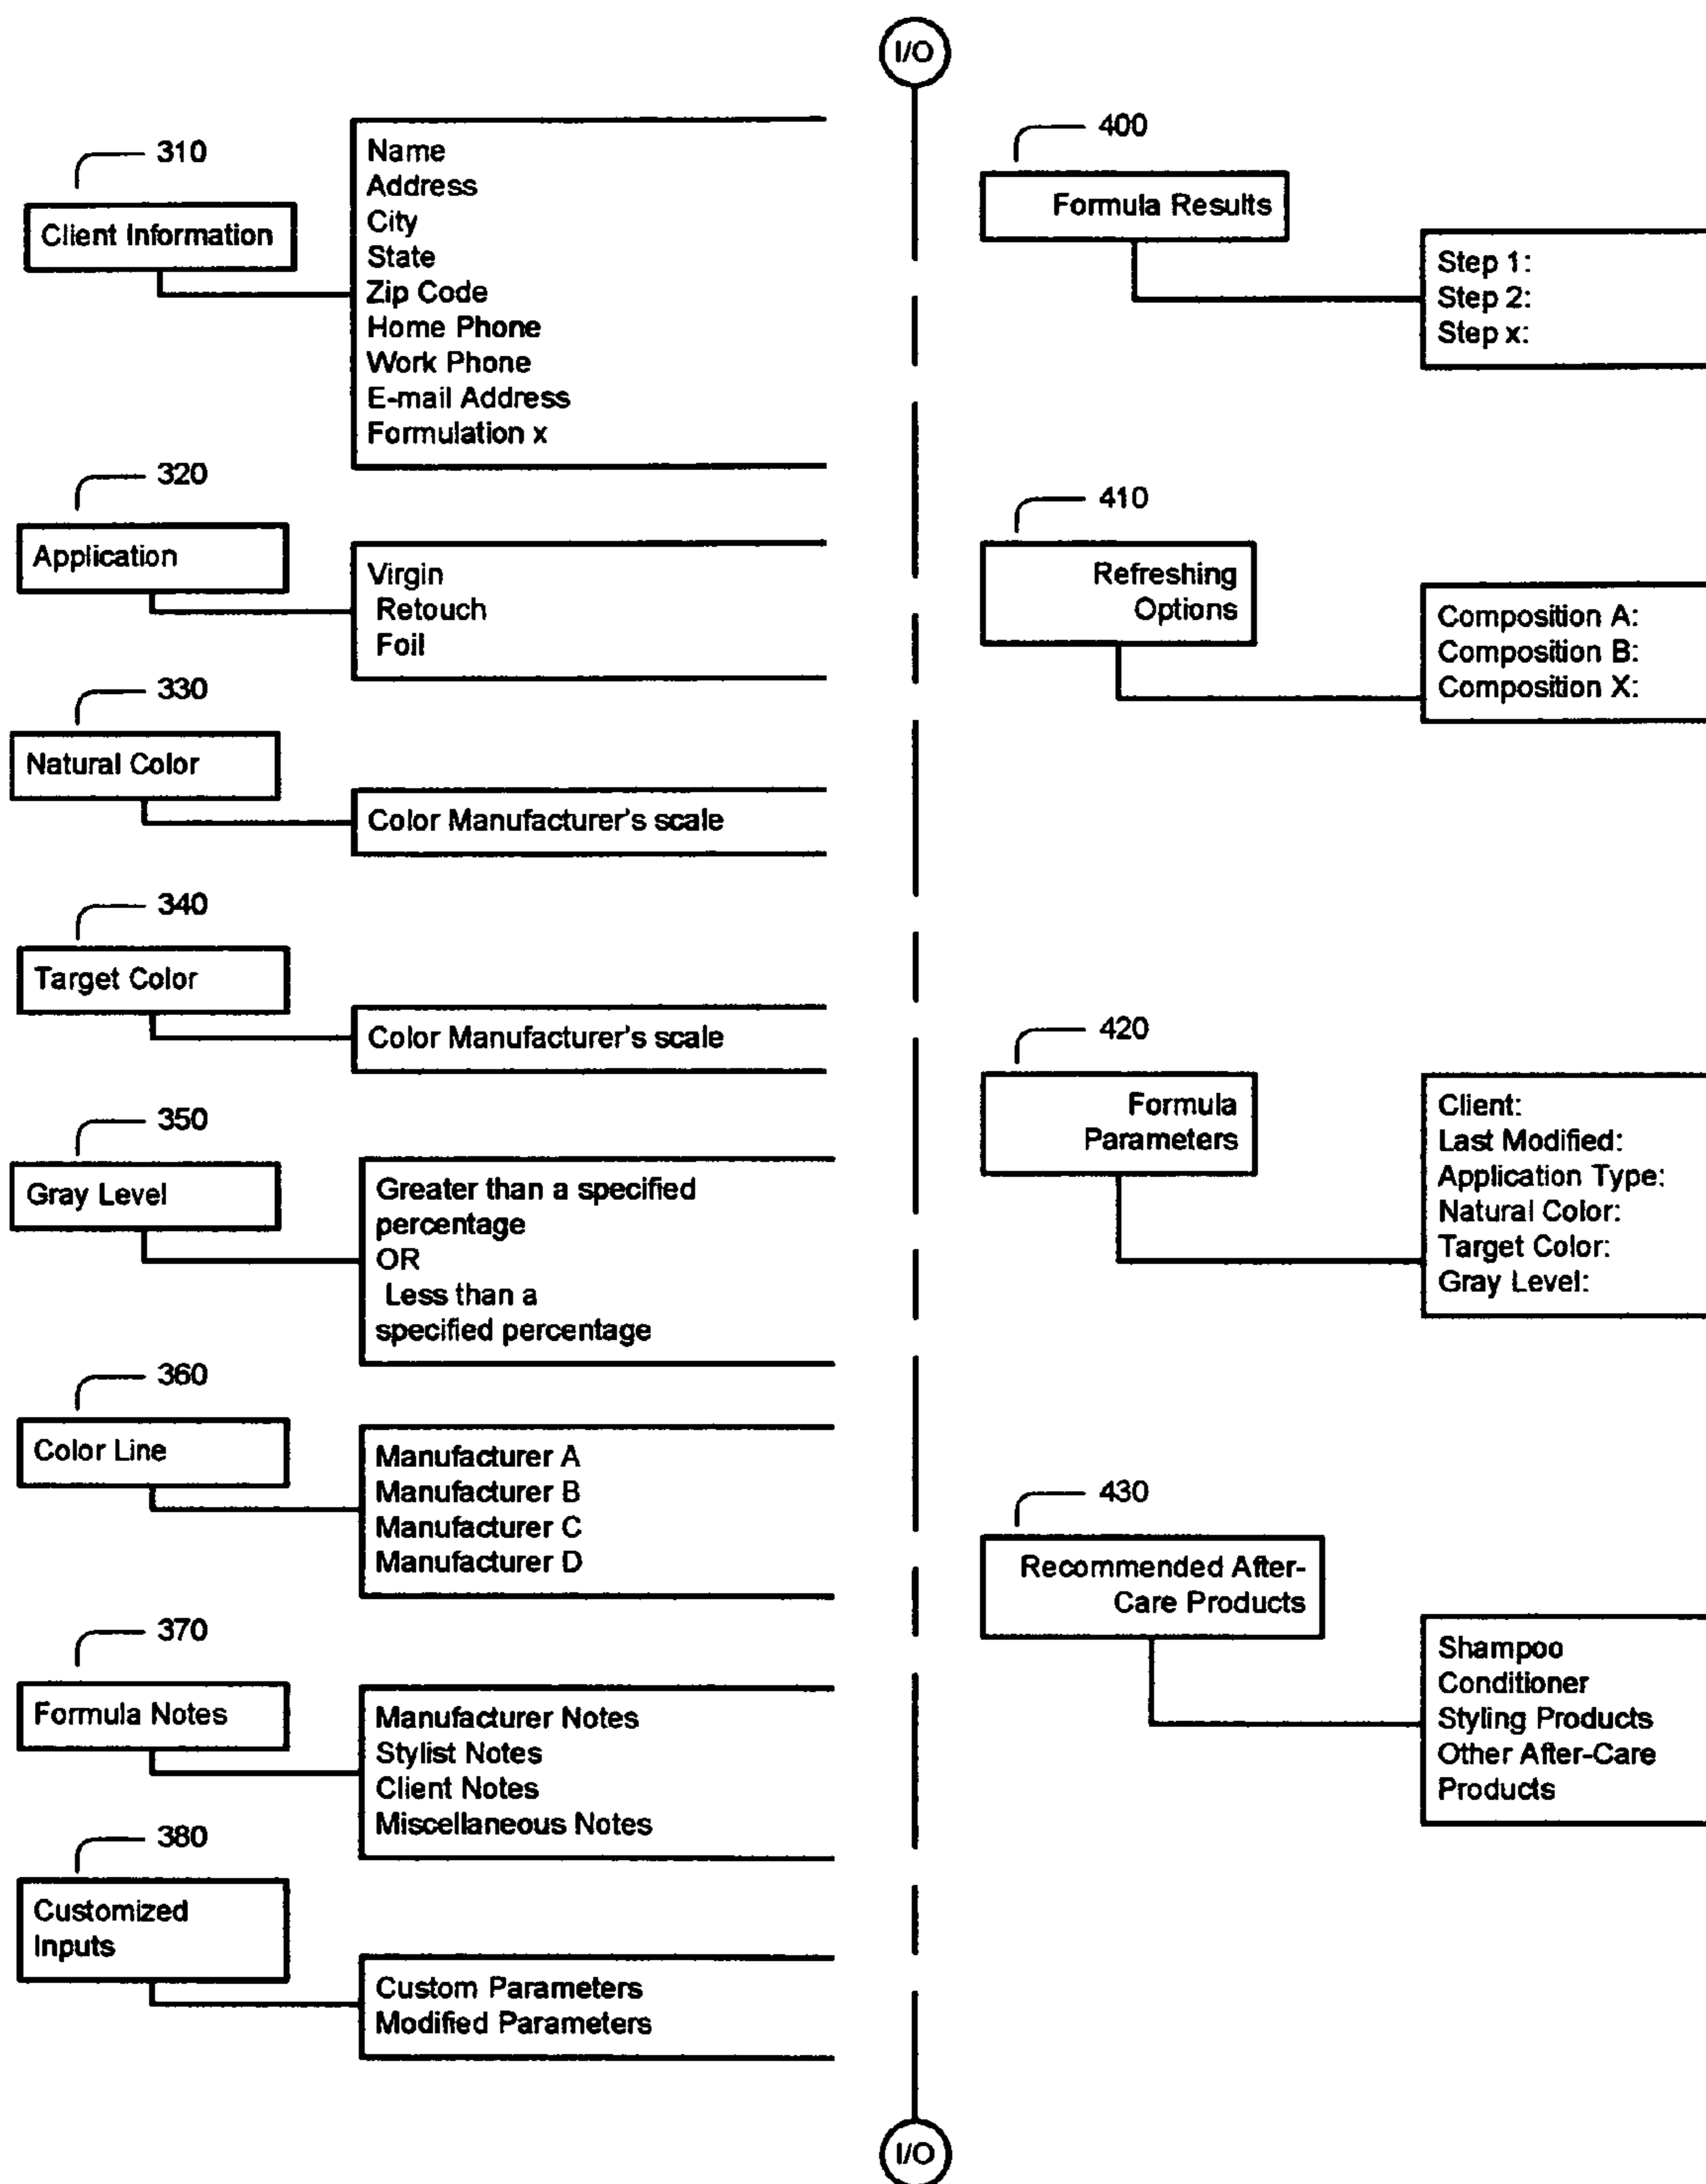 I/O
310
Client Information
Name
Address
City
State
Zip Code
Home Phone
Work Phone
E-mail Address
Formulation x
320
Application
Virgin
Retouch
Foil
330
Natural Color
Color Manufacturer's scale
340
Target Color
Color Manufacturer's scale
350
Gray Level
Greater than a specified
percentage
OR
Less than a
specified percentage
360
Color Line
Manufacturer A
Manufacturer B
Manufacturer C
Manufacturer D
370
Formula Notes
Manufacturer Notes
Stylist Notes
Client Notes
Miscellaneous Notes
380
Customized
Inputs
Custom Parameters
Modified Parameters
400
Formula Results
Step 1:
Step 2:
Step x:
410
Refreshing
Options
Composition A:
Composition B:
Composition X:
420
Formula
Parameters
Client:
Last Modified:
Application Type:
Natural Color:
Target Color:
Gray Level:
430
Recommended After-
Care Products
Shampoo
Conditioner
Styling Products
Other After-Care
Products
I/O